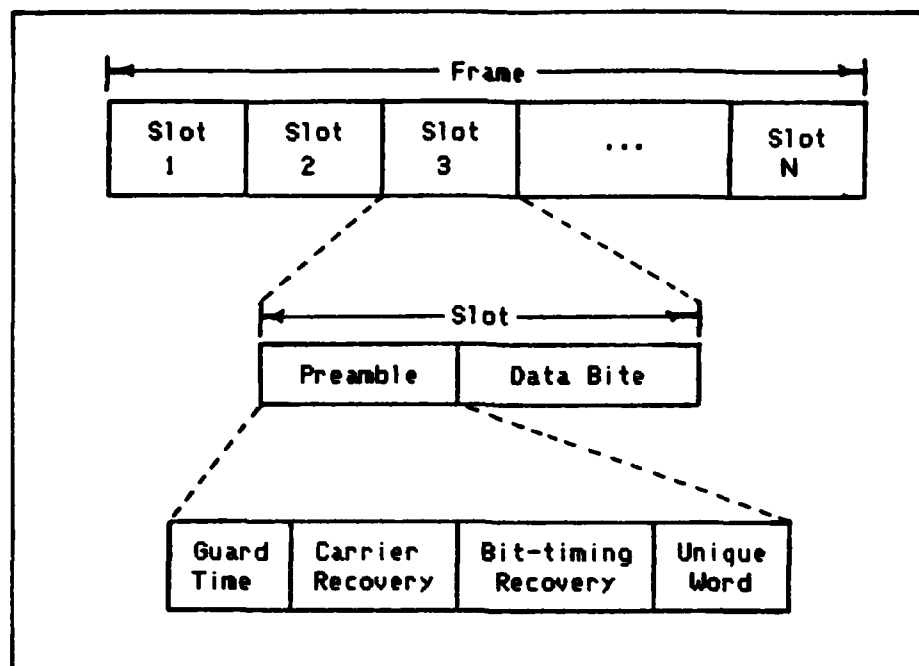 Frame
Slot 1
Slot 2
Slot 3
...
Slot N
Slot
Preamble
Data Bite
Guard Time
Carrier Recovery
Bit-timing Recovery
Unique Word